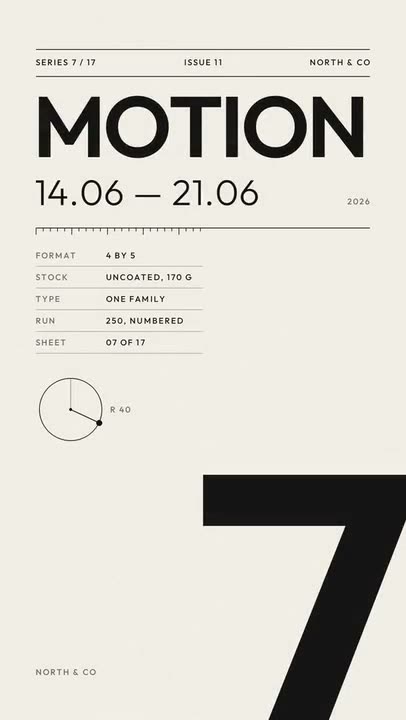 SERIES 7 / 17 ISSUE 11 NORTH & CO
MOTION
14.06 — 21.06 2026
FORMAT 4 BY 5
STOCK UNCOATED, 170 G
TYPE ONE FAMILY
RUN 250, NUMBERED
SHEET 07 OF 17
R 40
7
NORTH & CO